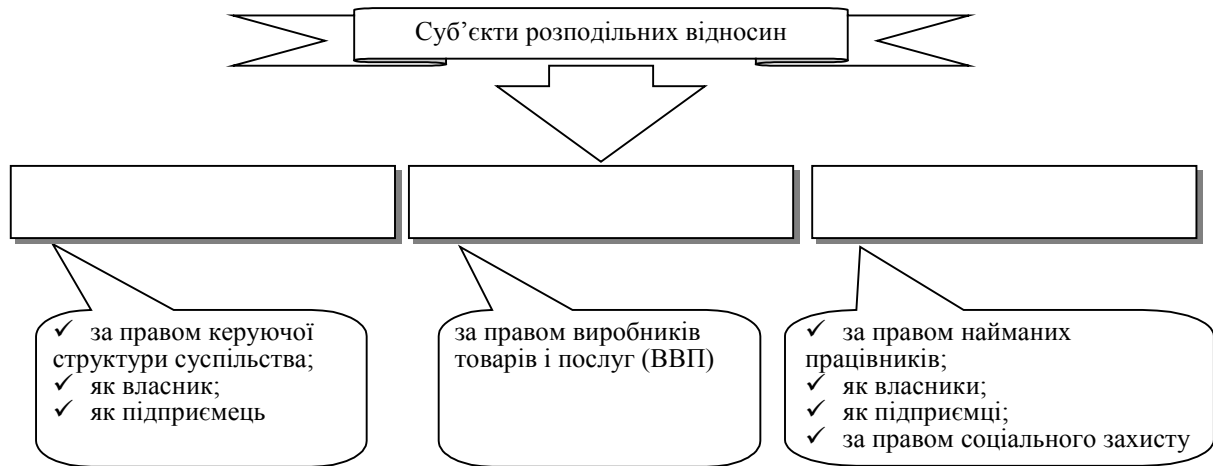 Суб’єкти розподільних відносин
✓ за правом керуючої
структури суспільства;
✓ як власник;
✓ як підприємець
за правом виробників
товарів і послуг (ВВП)
✓ за правом найманих
працівників;
✓ як власники;
✓ як підприємці;
✓ за правом соціального захисту